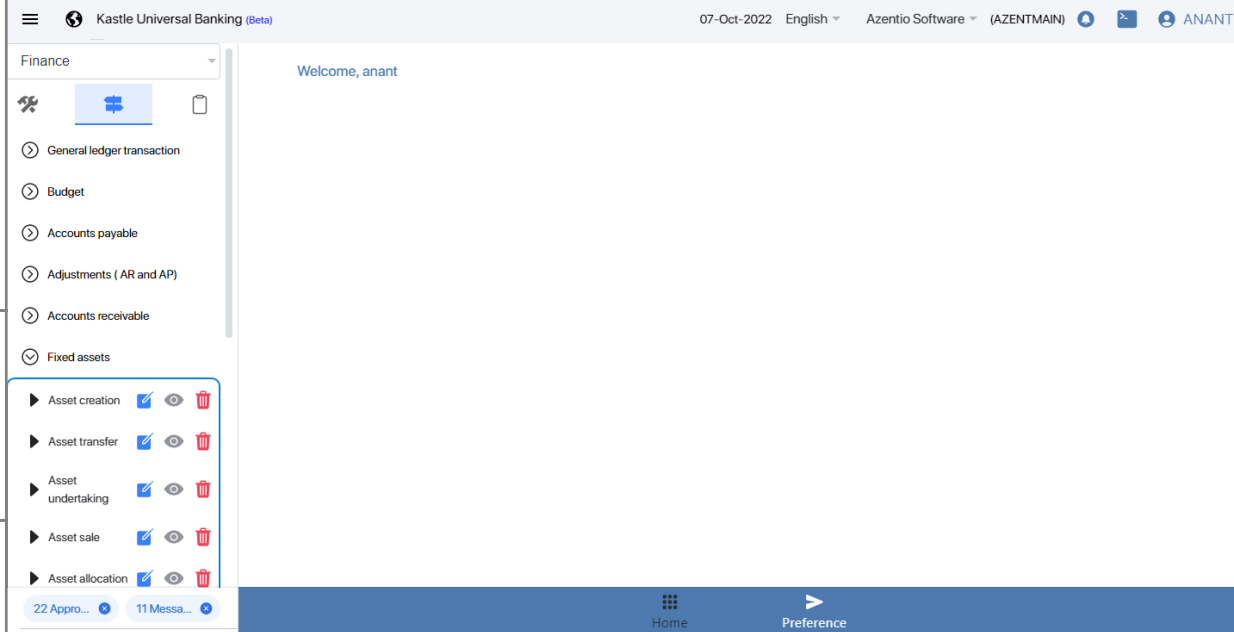 Kastle Universal Banking (Beta)
07-Oct-2022 English Azentio Software (AZENTMAIN) ANANT
Finance
Welcome, anant
General ledger transaction
Budget
Accounts payable
Adjustments ( AR and AP)
Accounts receivable
Fixed assets
Asset creation
Asset transfer
Asset
undertaking
Asset sale
Asset allocation
22 Appro...
11 Messa...
Home
Preference